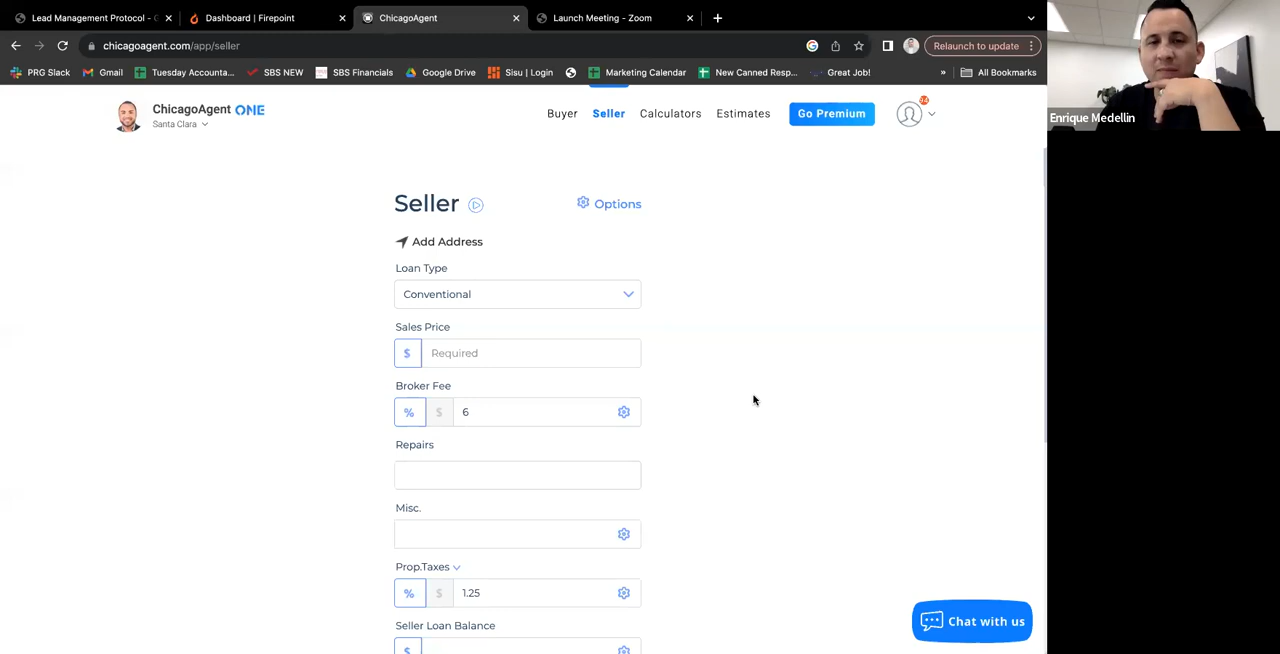 Lead Management Protocol - G
Dashboard | Firepoint
ChicagoAgent
Launch Meeting - Zoom
chicagoagent.com/app/seller
Relaunch to update
PRG Slack
Gmail
Tuesday Accounta...
SBS NEW
SBS Financials
Google Drive
Sisu | Login
Marketing Calendar
New Canned Resp...
Great Job!
»
All Bookmarks
Enrique Medellin
ChicagoAgent ONE
Santa Clara
Buyer
Seller
Calculators
Estimates
Go Premium
94
Seller
Options
Add Address
Loan Type
Conventional
Sales Price
$ Required
Broker Fee
% $ 6
Repairs
Misc.
Prop.Taxes
% $ 1.25
Seller Loan Balance
$
Chat with us